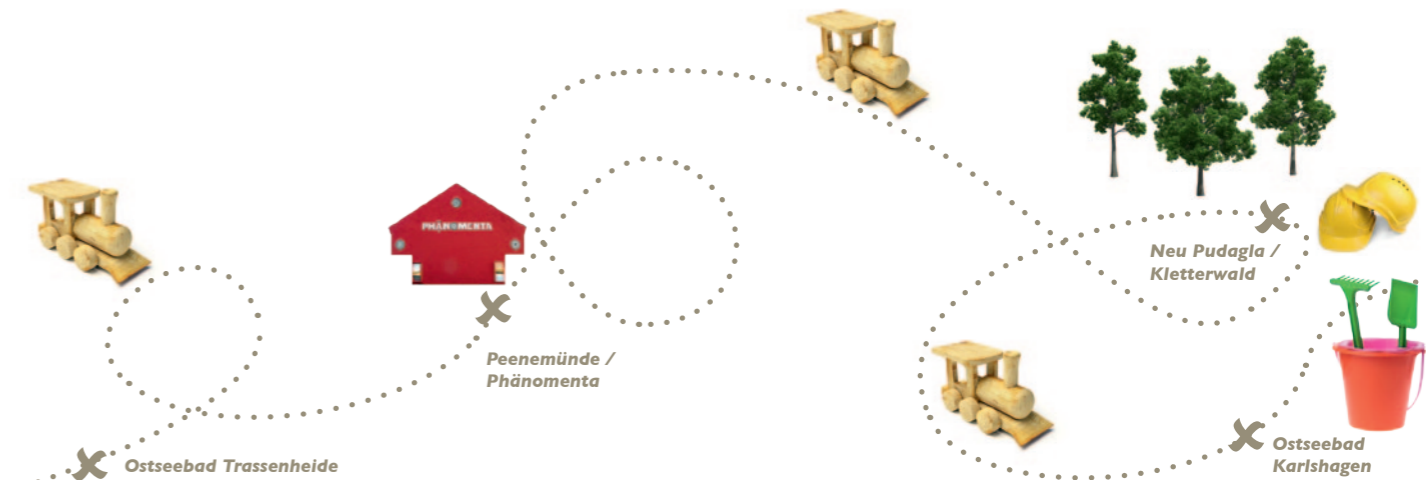 PHÄNOMENTA
Neu Pudagla /
Kletterwald
Peenemünde /
Phänomenta
Ostseebad
Karlshagen
Ostseebad Trassenheide